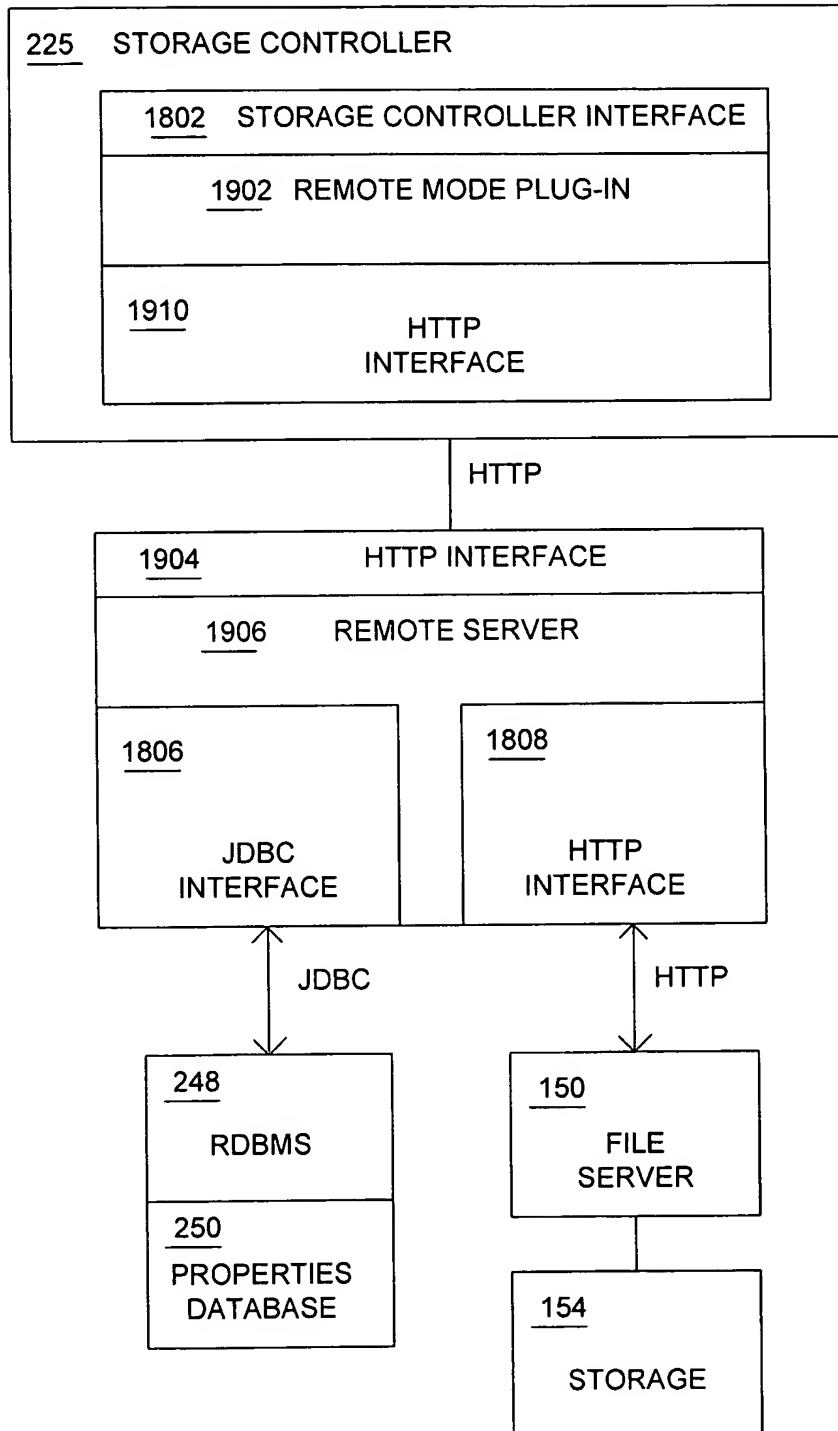 225 STORAGE CONTROLLER
1802 STORAGE CONTROLLER INTERFACE
1902 REMOTE MODE PLUG-IN
1910
HTTP
INTERFACE
HTTP
1904 HTTP INTERFACE
1906 REMOTE SERVER
1806
JDBC
INTERFACE
1808
HTTP
INTERFACE
JDBC
HTTP
248
RDBMS
250
PROPERTIES
DATABASE
150
FILE
SERVER
154
STORAGE